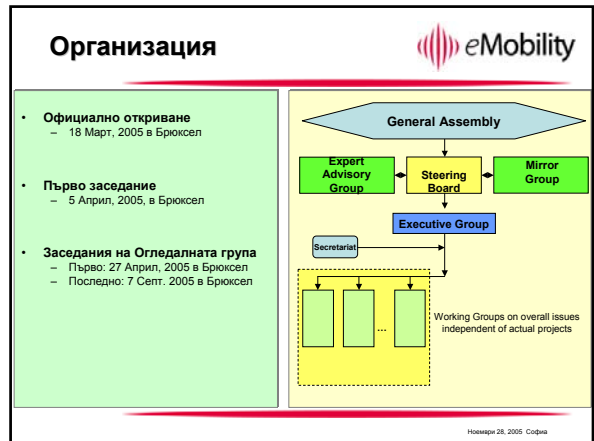 Организация
eMobility
• Официално откриване
– 18 Март, 2005 в Брюксел
• Първо заседание
– 5 Април, 2005, в Брюксел
• Заседания на Огледалната група
– Първо: 27 Април, 2005 в Брюксел
– Последно: 7 Септ. 2005 в Брюксел
General Assembly
Expert
Advisory
Group
Steering
Board
Mirror
Group
Executive Group
Secretariat
...
Working Groups on overall issues
independent of actual projects
Ноември 28, 2005 София